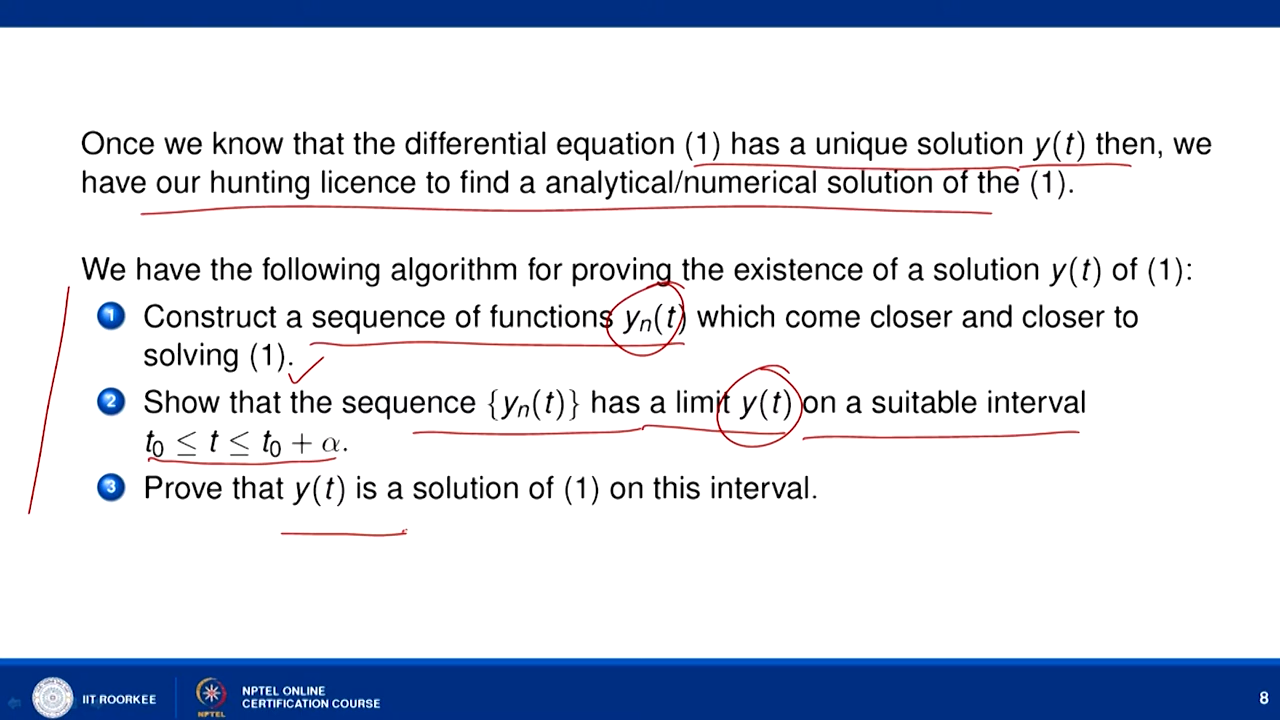 Once we know that the differential equation (1) has a unique solution y(t) then, we
have our hunting licence to find a analytical/numerical solution of the (1).
We have the following algorithm for proving the existence of a solution y(t) of (1):
1 Construct a sequence of functions yₙ(t) which come closer and closer to
solving (1).
2 Show that the sequence {yₙ(t)} has a limit y(t) on a suitable interval
t₀ ≤ t ≤ t₀ + α.
3 Prove that y(t) is a solution of (1) on this interval.
IIT ROORKEE
NPTEL
NPTEL ONLINE
CERTIFICATION COURSE
8